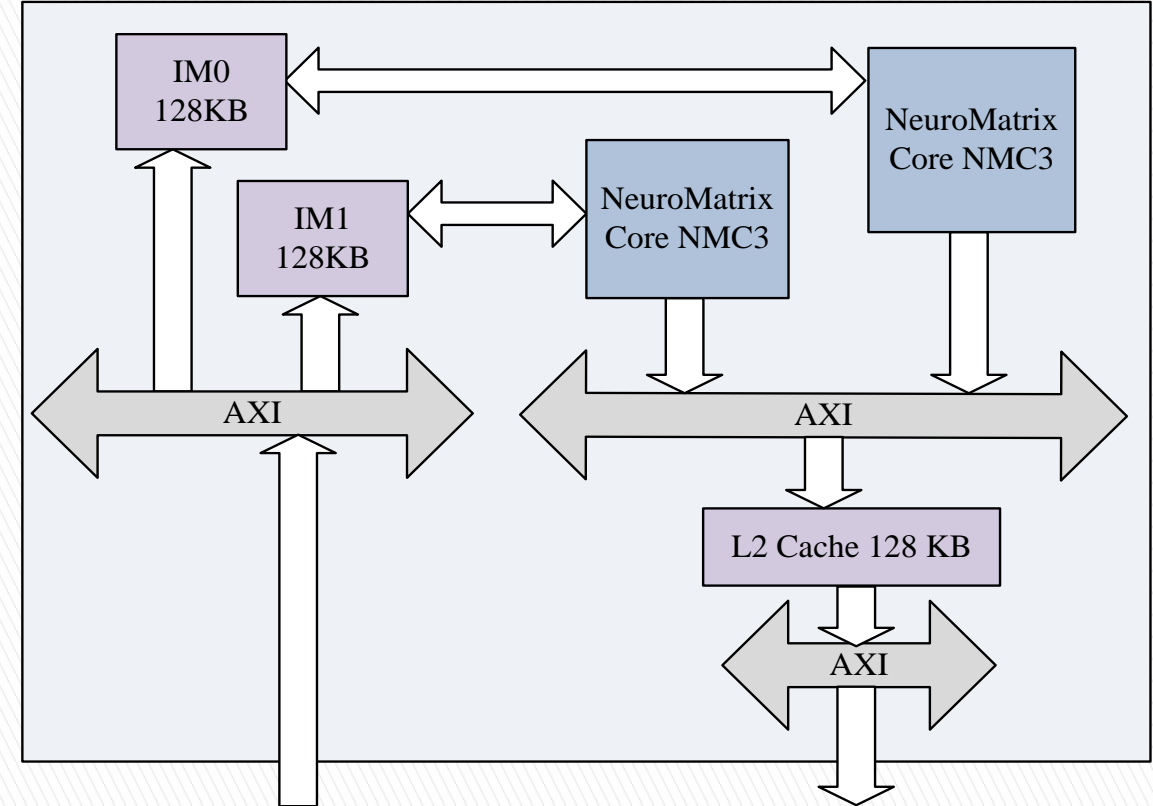 IM0
128KB
NeuroMatrix
Core NMC3
IM1
128KB
NeuroMatrix
Core NMC3
AXI
AXI
L2 Cache 128 KB
AXI